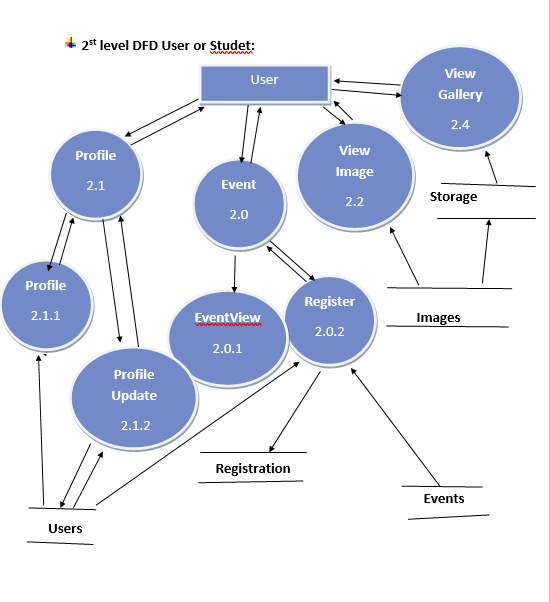 2st level DFD User or Studet:
User
View
Gallery
2.4
Profile
2.1
View
Image
2.2
Event
2.0
Storage
Profile
2.1.1
Register
2.0.2
EventView
2.0.1
Images
Profile
Update
2.1.2
Registration
Events
Users